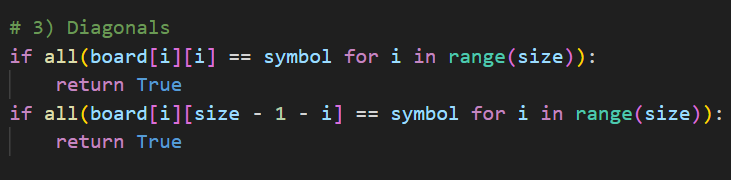 # 3) Diagonals
if all(board[i][i] == symbol for i in range(size)):
    return True
if all(board[i][size - 1 - i] == symbol for i in range(size)):
    return True